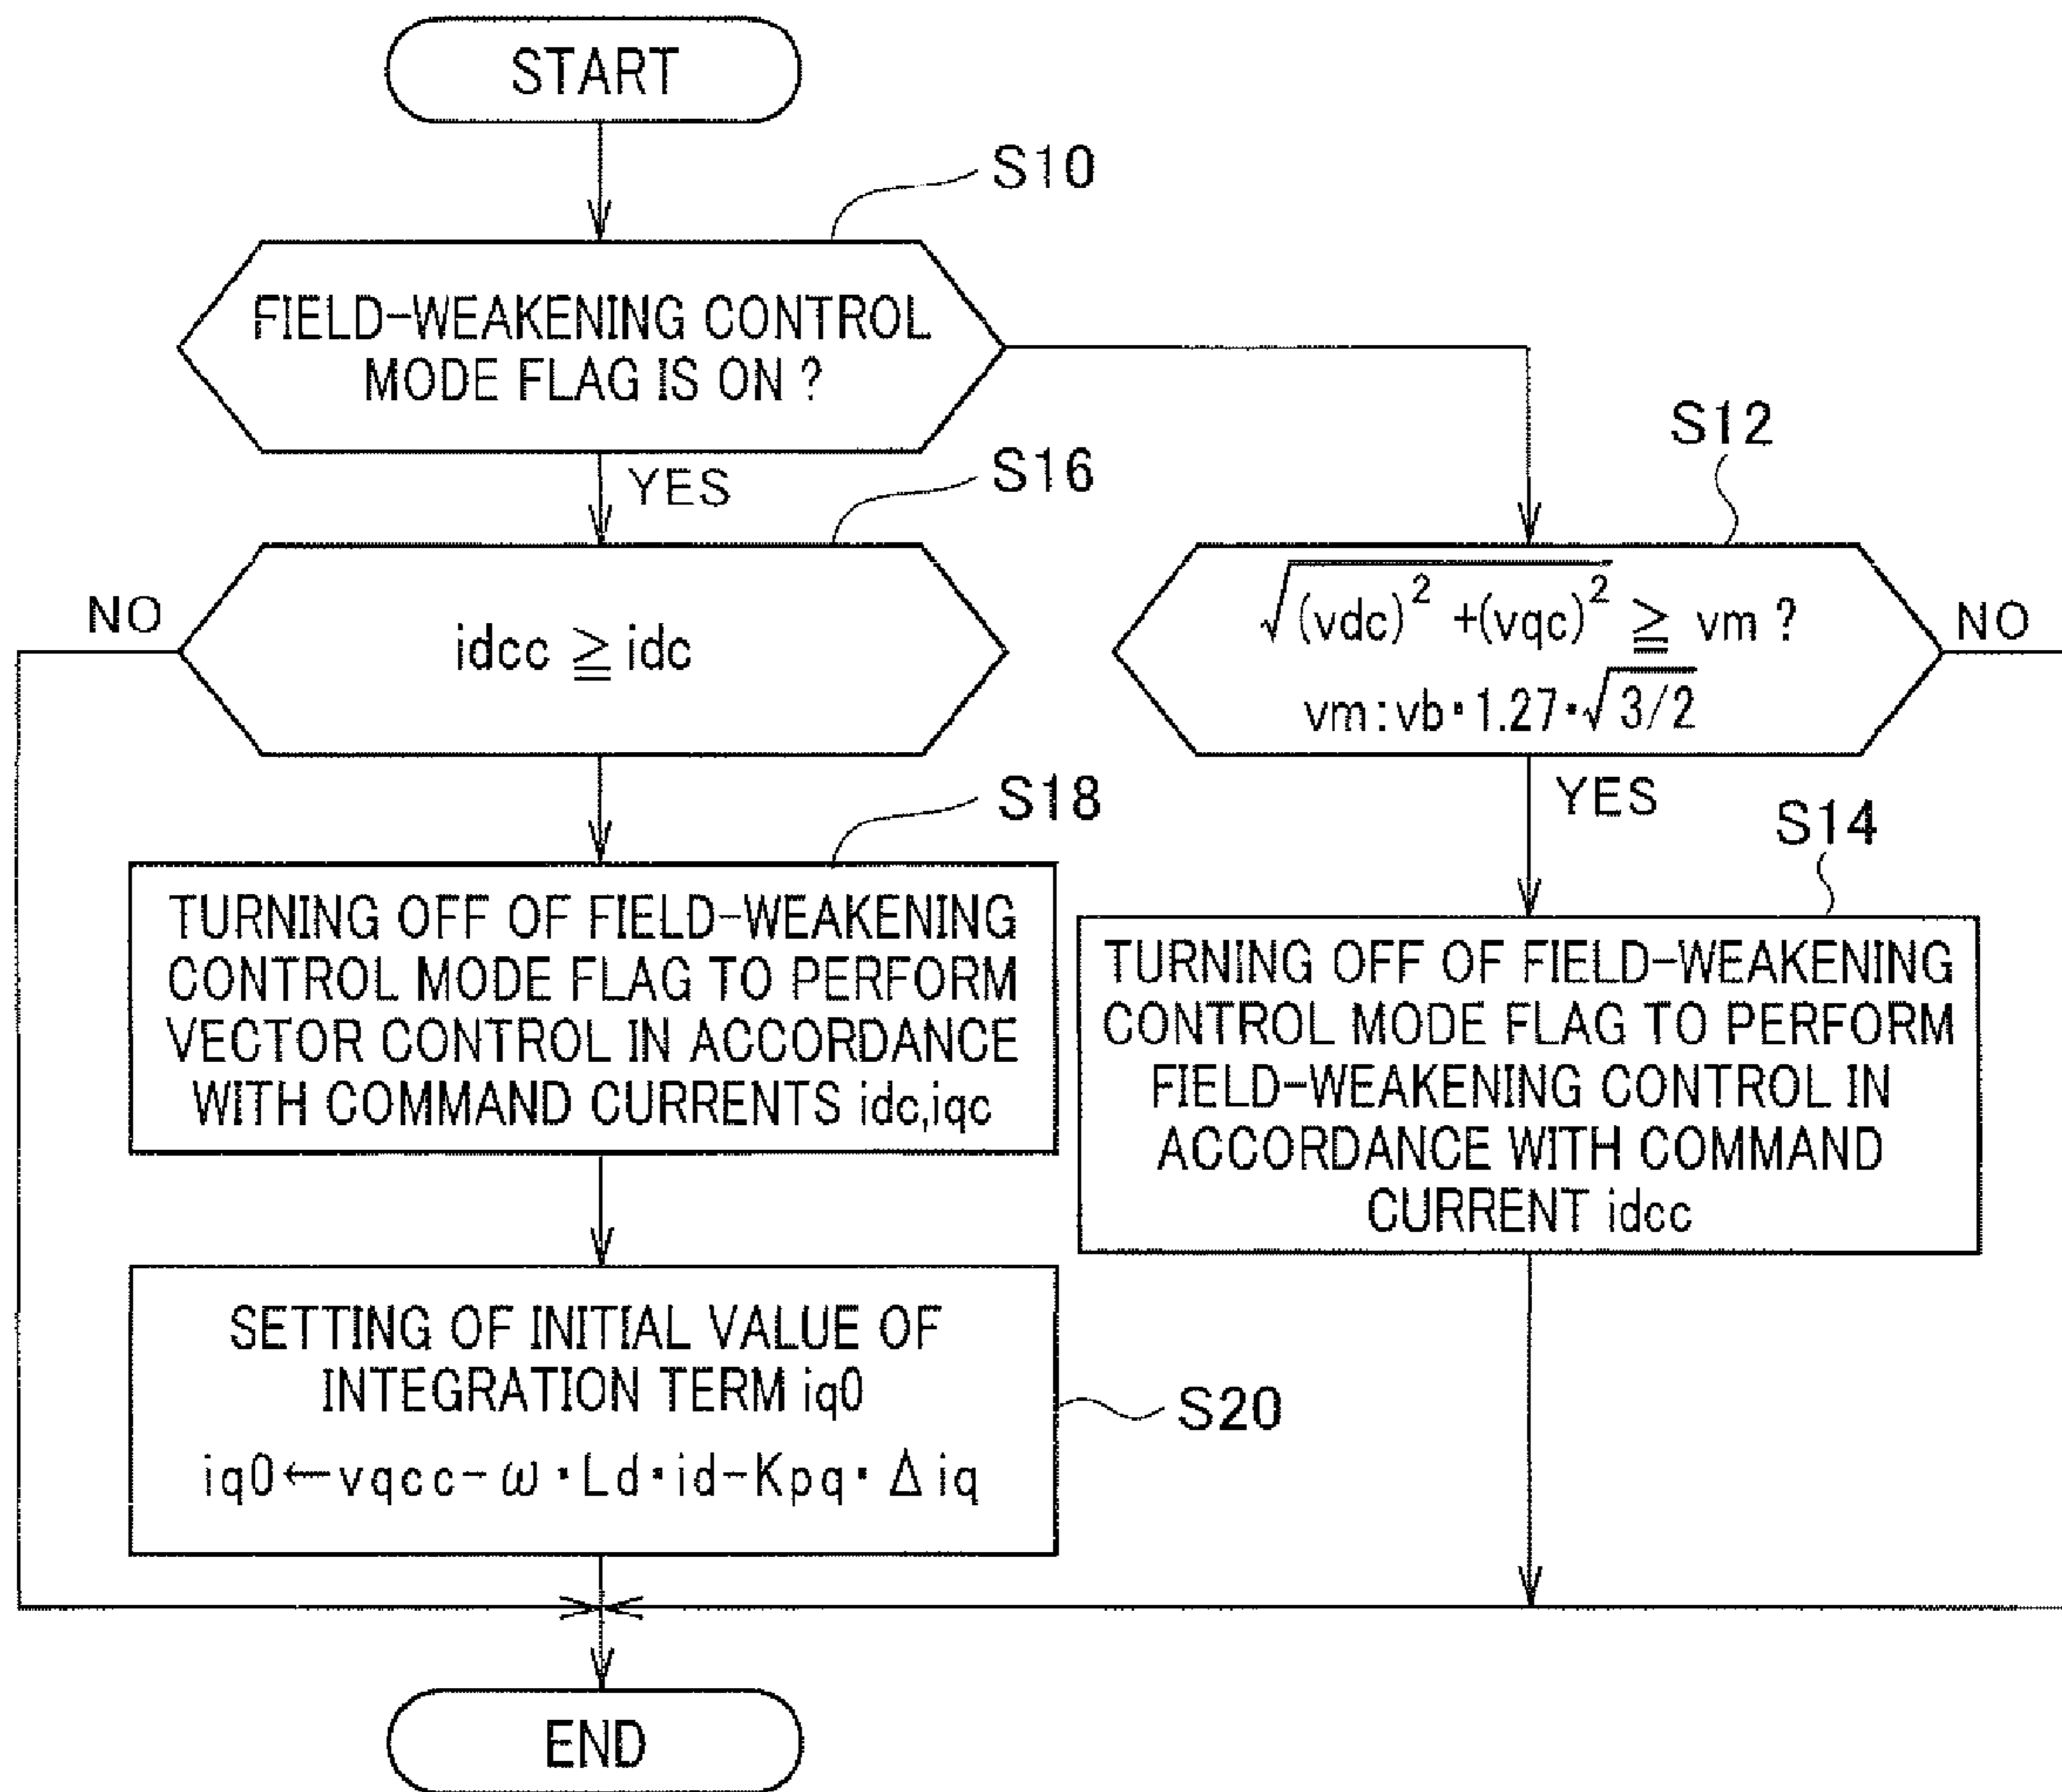 START
S10
FIELD-WEAKENING CONTROL
MODE FLAG IS ON ?
YES
S16
NO
idcc ≧ idc
S12
√(vdc)² +(vqc)² ≧ vm ?
vm:vb・1.27・√3/2
NO
YES
S18
TURNING OFF OF FIELD-WEAKENING
CONTROL MODE FLAG TO PERFORM
VECTOR CONTROL IN ACCORDANCE
WITH COMMAND CURRENTS idc,iqc
S14
TURNING OFF OF FIELD-WEAKENING
CONTROL MODE FLAG TO PERFORM
FIELD-WEAKENING CONTROL IN
ACCORDANCE WITH COMMAND
CURRENT idcc
SETTING OF INITIAL VALUE OF
INTEGRATION TERM iq0
iq0←vqcc-ω・Ld・id-Kpq・Δiq
S20
END